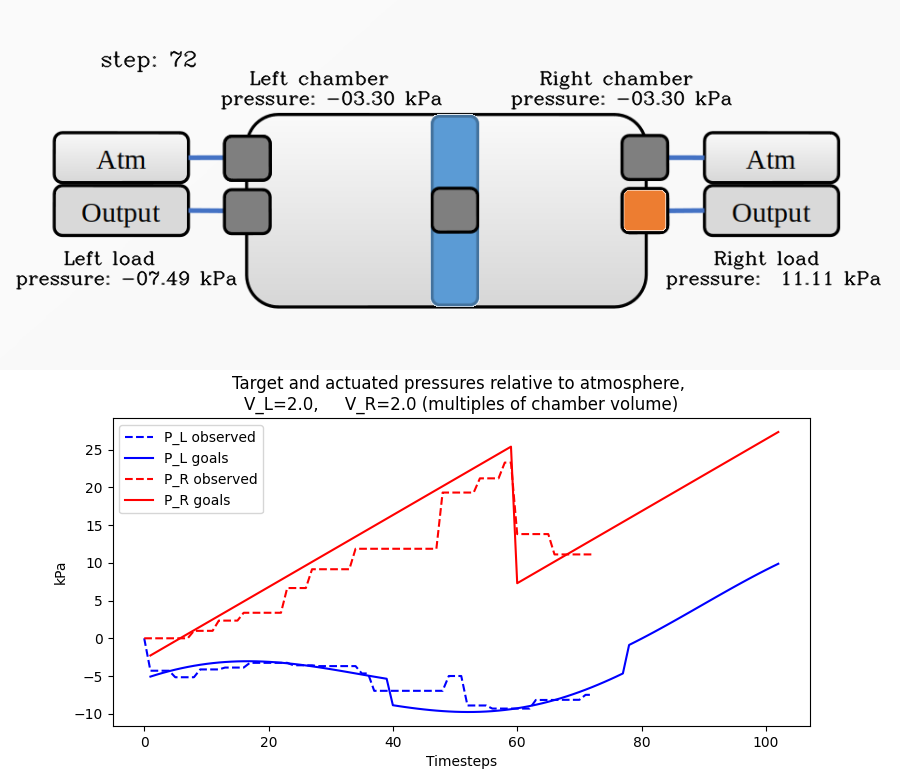 step: 72
Left chamber
pressure: −03.30 kPa
Right chamber
pressure: −03.30 kPa
Atm
Output
Atm
Output
Left load
pressure: −07.49 kPa
Right load
pressure:  11.11 kPa
Target and actuated pressures relative to atmosphere,
V_L=2.0,     V_R=2.0 (multiples of chamber volume)
P_L observed
P_L goals
P_R observed
P_R goals
kPa
25
20
15
10
5
0
−5
−10
0 20 40 60 80 100
Timesteps